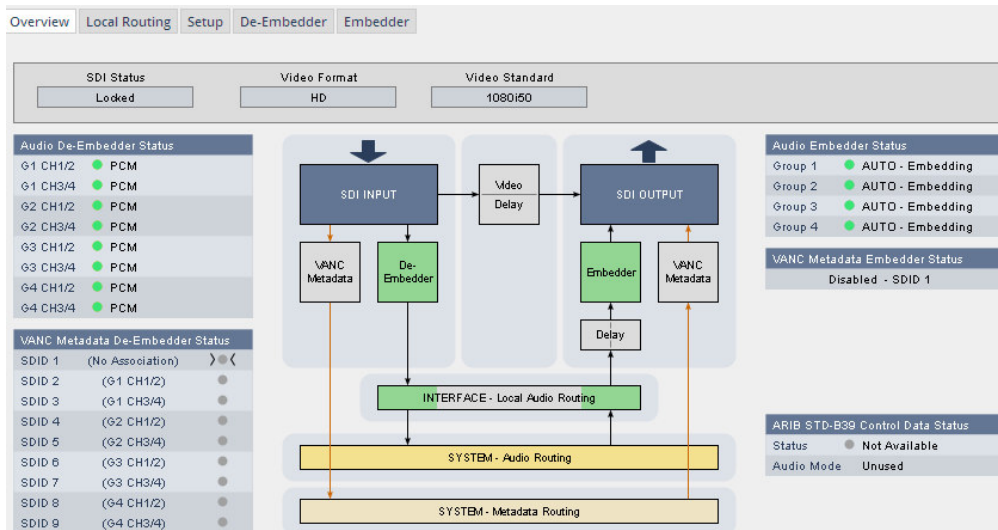 Overview Local Routing Setup De-Embedder Embedder
SDI Status Video Format Video Standard
Locked HD 1080i50
Audio De-Embedder Status
G1 CH1/2 PCM
G1 CH3/4 PCM
G2 CH1/2 PCM
G2 CH3/4 PCM
G3 CH1/2 PCM
G3 CH3/4 PCM
G4 CH1/2 PCM
G4 CH3/4 PCM
VANC Metadata De-Embedder Status
SDID 1 (No Association)
SDID 2 (G1 CH1/2)
SDID 3 (G1 CH3/4)
SDID 4 (G2 CH1/2)
SDID 5 (G2 CH3/4)
SDID 6 (G3 CH1/2)
SDID 7 (G3 CH3/4)
SDID 8 (G4 CH1/2)
SDID 9 (G4 CH3/4)
SDI INPUT
Video
Delay
SDI OUTPUT
VANC
Metadata
De-
Embedder
Embedder
VANC
Metadata
Delay
INTERFACE - Local Audio Routing
SYSTEM - Audio Routing
SYSTEM - Metadata Routing
Audio Embedder Status
Group 1 AUTO - Embedding
Group 2 AUTO - Embedding
Group 3 AUTO - Embedding
Group 4 AUTO - Embedding
VANC Metadata Embedder Status
Disabled - SDID 1
ARIB STD-B39 Control Data Status
Status Not Available
Audio Mode Unused